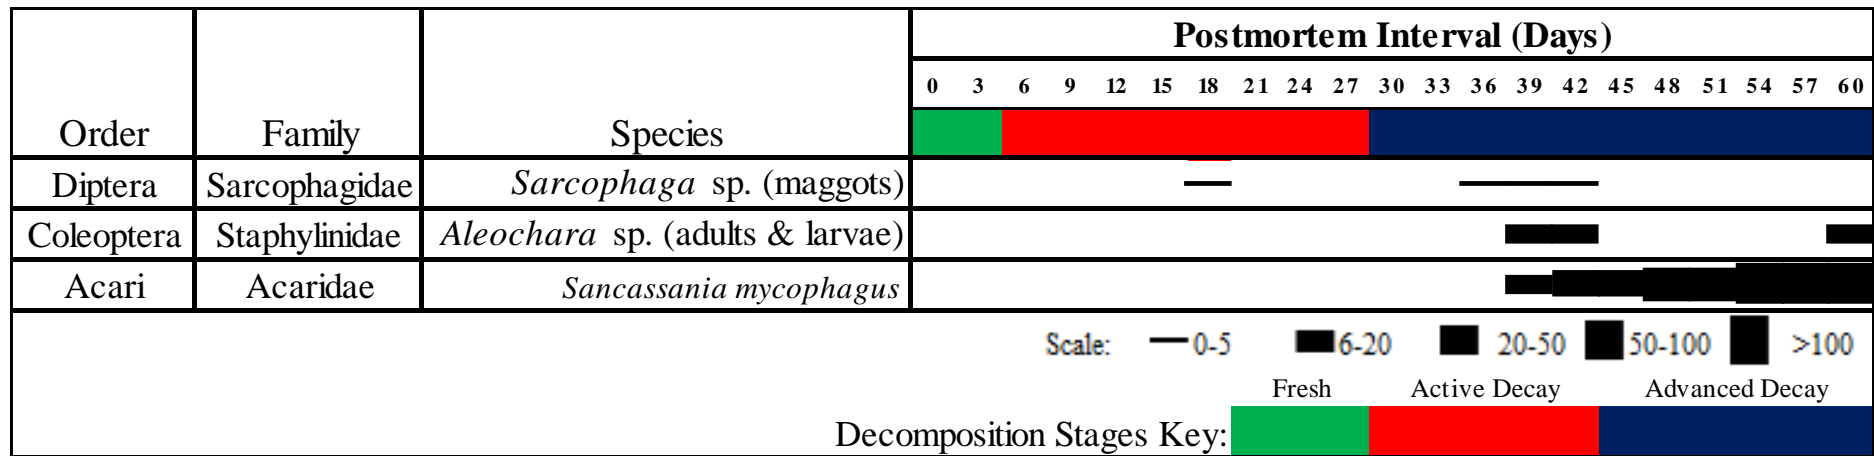 Postmortem Interval (Days)
0 3 6 9 12 15 18 21 24 27 30 33 36 39 42 45 48 51 54 57 60
Order Family Species
Diptera Sarcophagidae Sarcophaga sp. (maggots)
Coleoptera Staphylinidae Aleochara sp. (adults & larvae)
Acari Acaridae Sancassania mycophagus
Scale: 0-5 6-20 20-50 50-100 >100
Fresh Active Decay Advanced Decay
Decomposition Stages Key: